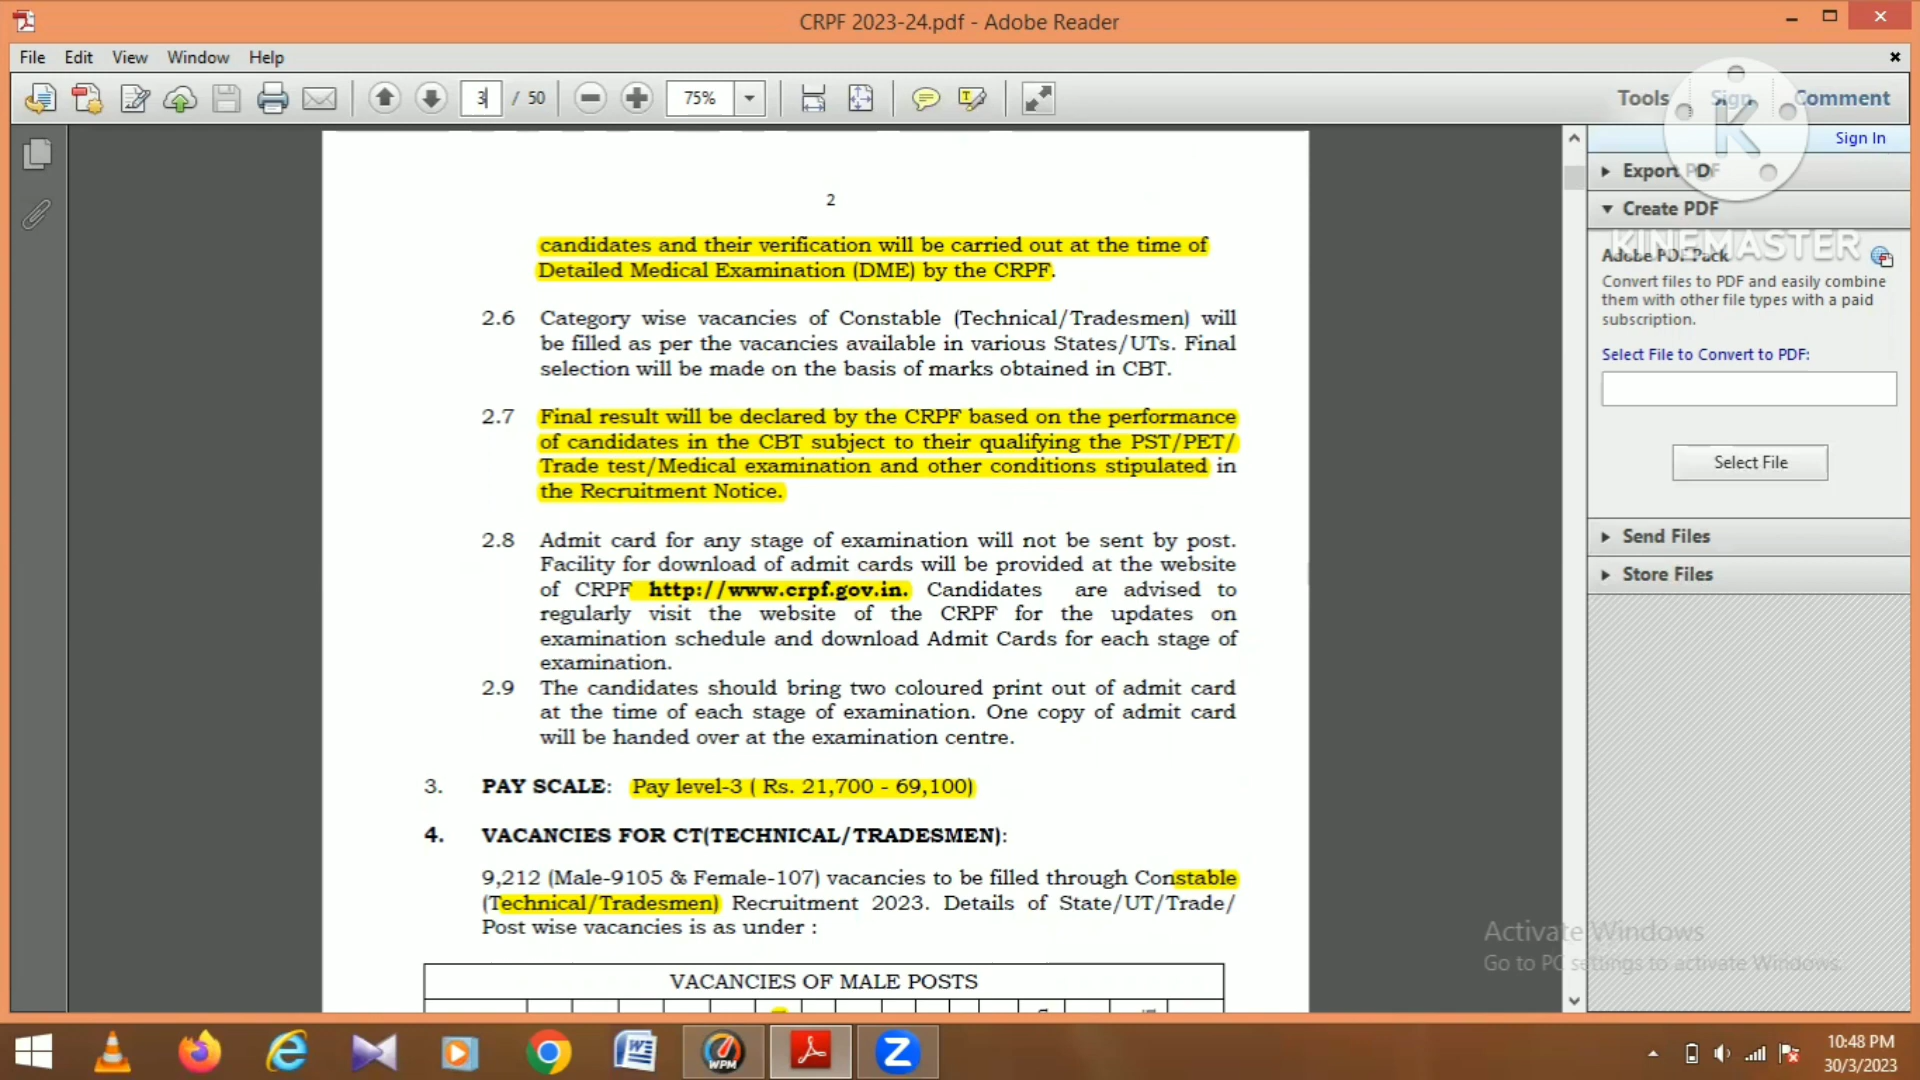 CRPF 2023-24.pdf - Adobe Reader
File Edit View Window Help
3 / 50 75% Tools Sign Comment
Sign In
Export PDF
Create PDF
KINEMASTER
Adobe PDF Pack
Convert files to PDF and easily combine
them with other file types with a paid
subscription.
Select File to Convert to PDF:
Select File
Send Files
Store Files
2
candidates and their verification will be carried out at the time of
Detailed Medical Examination (DME) by the CRPF.
2.6 Category wise vacancies of Constable (Technical/Tradesmen) will
be filled as per the vacancies available in various States/UTs. Final
selection will be made on the basis of marks obtained in CBT.
2.7 Final result will be declared by the CRPF based on the performance
of candidates in the CBT subject to their qualifying the PST/PET/
Trade test/Medical examination and other conditions stipulated in
the Recruitment Notice.
2.8 Admit card for any stage of examination will not be sent by post.
Facility for download of admit cards will be provided at the website
of CRPF http://www.crpf.gov.in. Candidates are advised to
regularly visit the website of the CRPF for the updates on
examination schedule and download Admit Cards for each stage of
examination.
2.9 The candidates should bring two coloured print out of admit card
at the time of each stage of examination. One copy of admit card
will be handed over at the examination centre.
3. PAY SCALE: Pay level-3 ( Rs. 21,700 - 69,100)
4. VACANCIES FOR CT(TECHNICAL/TRADESMEN):
9,212 (Male-9105 & Female-107) vacancies to be filled through Constable
(Technical/Tradesmen) Recruitment 2023. Details of State/UT/Trade/
Post wise vacancies is as under :
VACANCIES OF MALE POSTS
Activate Windows
Go to PC settings to activate Windows.
WPM
10:48 PM
30/3/2023